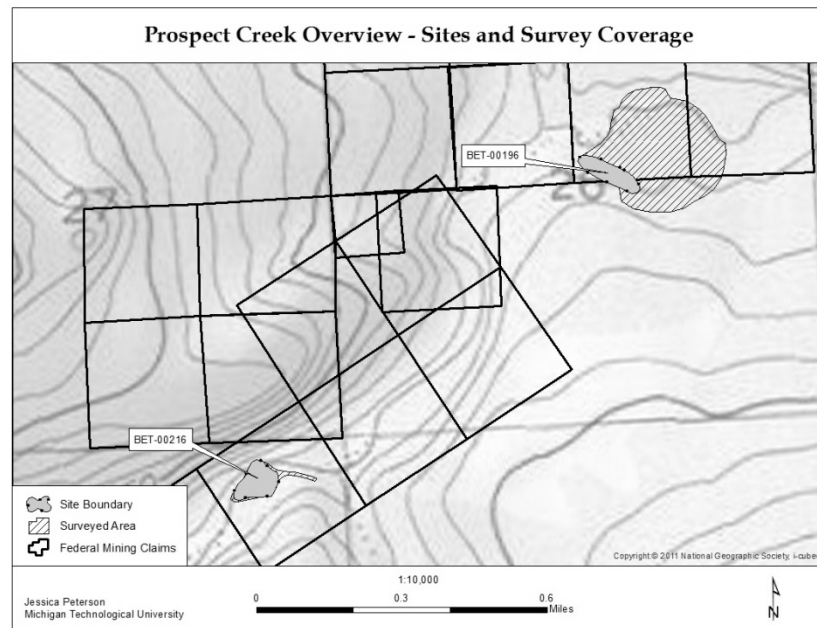 Prospect Creek Overview - Sites and Survey Coverage
BET-00196
BET-00216
Site Boundary
Surveyed Area
Federal Mining Claims
Copyright © 2011 National Geographic Society, i-cubed
1:10,000
Jessica Peterson
Michigan Technological University
0 0.3 0.6
Miles
N